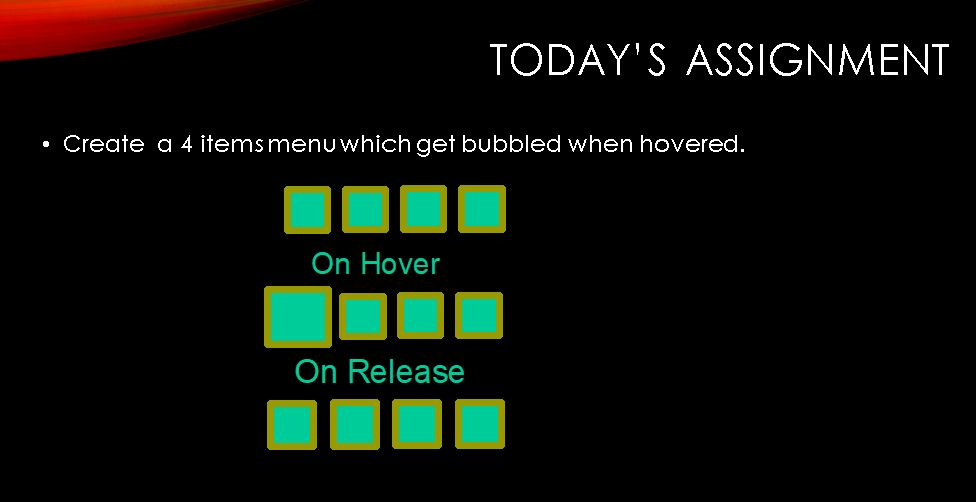 TODAY'S ASSIGNMENT
• Create a 4 items menu which get bubbled when hovered.
On Hover
On Release